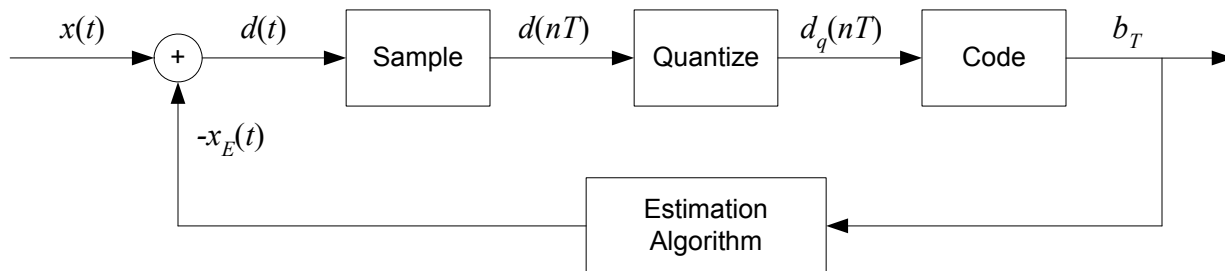 x(t)
d(t)
d(nT)
d_q(nT)
b_T
+
Sample
Quantize
Code
-x_E(t)
Estimation
Algorithm